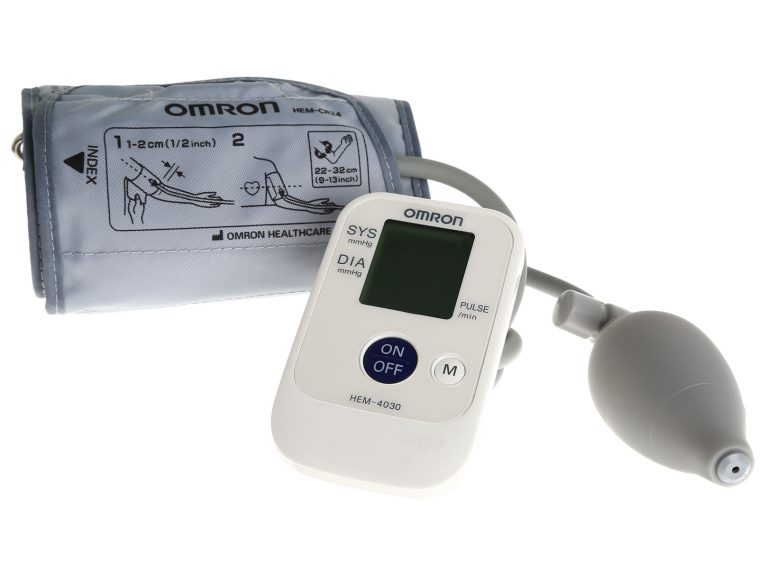 OMRON HEM-CR24
1 1-2cm(1/2inch) 2
22-32cm
(9-13inch)
INDEX
OMRON HEALTHCARE
OMRON
SYS
mmHg
DIA
mmHg
PULSE
/min
ON
OFF
M
HEM-4030